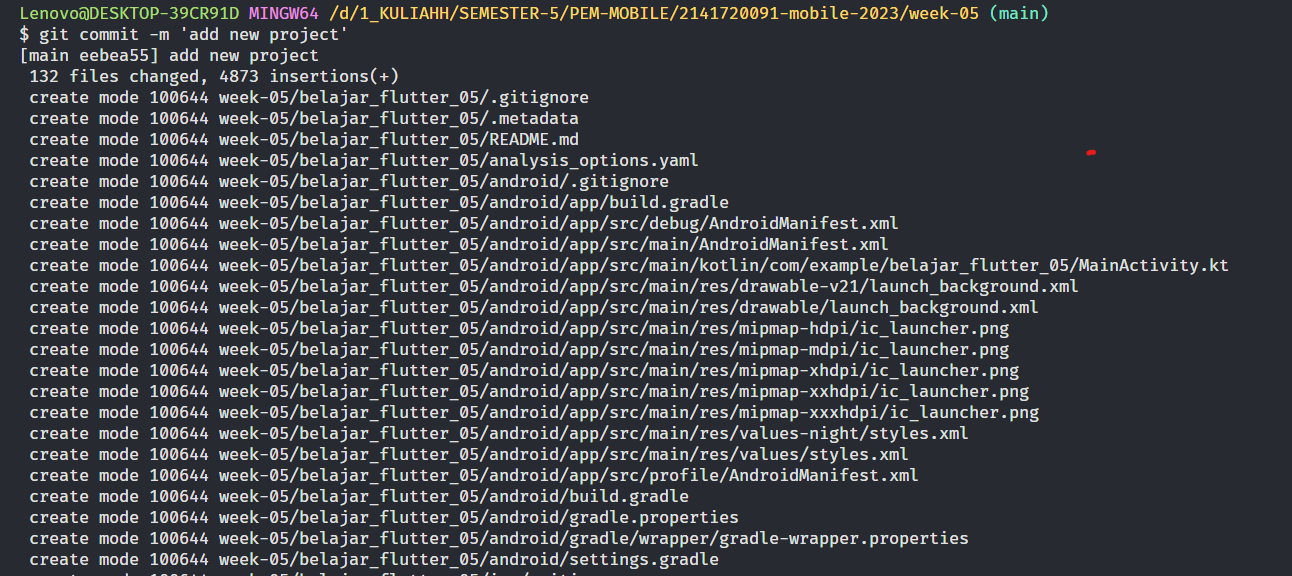 Lenovo@DESKTOP-39CR91D MINGW64 /d/1_KULIAHH/SEMESTER-5/PEM-MOBILE/2141720091-mobile-2023/week-05 (main)
$ git commit -m 'add new project'
[main eebea55] add new project
132 files changed, 4873 insertions(+)
create mode 100644 week-05/belajar_flutter_05/.gitignore
create mode 100644 week-05/belajar_flutter_05/.metadata
create mode 100644 week-05/belajar_flutter_05/README.md
create mode 100644 week-05/belajar_flutter_05/analysis_options.yaml
create mode 100644 week-05/belajar_flutter_05/android/.gitignore
create mode 100644 week-05/belajar_flutter_05/android/app/build.gradle
create mode 100644 week-05/belajar_flutter_05/android/app/src/debug/AndroidManifest.xml
create mode 100644 week-05/belajar_flutter_05/android/app/src/main/AndroidManifest.xml
create mode 100644 week-05/belajar_flutter_05/android/app/src/main/kotlin/com/example/belajar_flutter_05/MainActivity.kt
create mode 100644 week-05/belajar_flutter_05/android/app/src/main/res/drawable-v21/launch_background.xml
create mode 100644 week-05/belajar_flutter_05/android/app/src/main/res/drawable/launch_background.xml
create mode 100644 week-05/belajar_flutter_05/android/app/src/main/res/mipmap-hdpi/ic_launcher.png
create mode 100644 week-05/belajar_flutter_05/android/app/src/main/res/mipmap-mdpi/ic_launcher.png
create mode 100644 week-05/belajar_flutter_05/android/app/src/main/res/mipmap-xhdpi/ic_launcher.png
create mode 100644 week-05/belajar_flutter_05/android/app/src/main/res/mipmap-xxhdpi/ic_launcher.png
create mode 100644 week-05/belajar_flutter_05/android/app/src/main/res/mipmap-xxxhdpi/ic_launcher.png
create mode 100644 week-05/belajar_flutter_05/android/app/src/main/res/values-night/styles.xml
create mode 100644 week-05/belajar_flutter_05/android/app/src/main/res/values/styles.xml
create mode 100644 week-05/belajar_flutter_05/android/app/src/profile/AndroidManifest.xml
create mode 100644 week-05/belajar_flutter_05/android/build.gradle
create mode 100644 week-05/belajar_flutter_05/android/gradle.properties
create mode 100644 week-05/belajar_flutter_05/android/gradle/wrapper/gradle-wrapper.properties
create mode 100644 week-05/belajar_flutter_05/android/settings.gradle